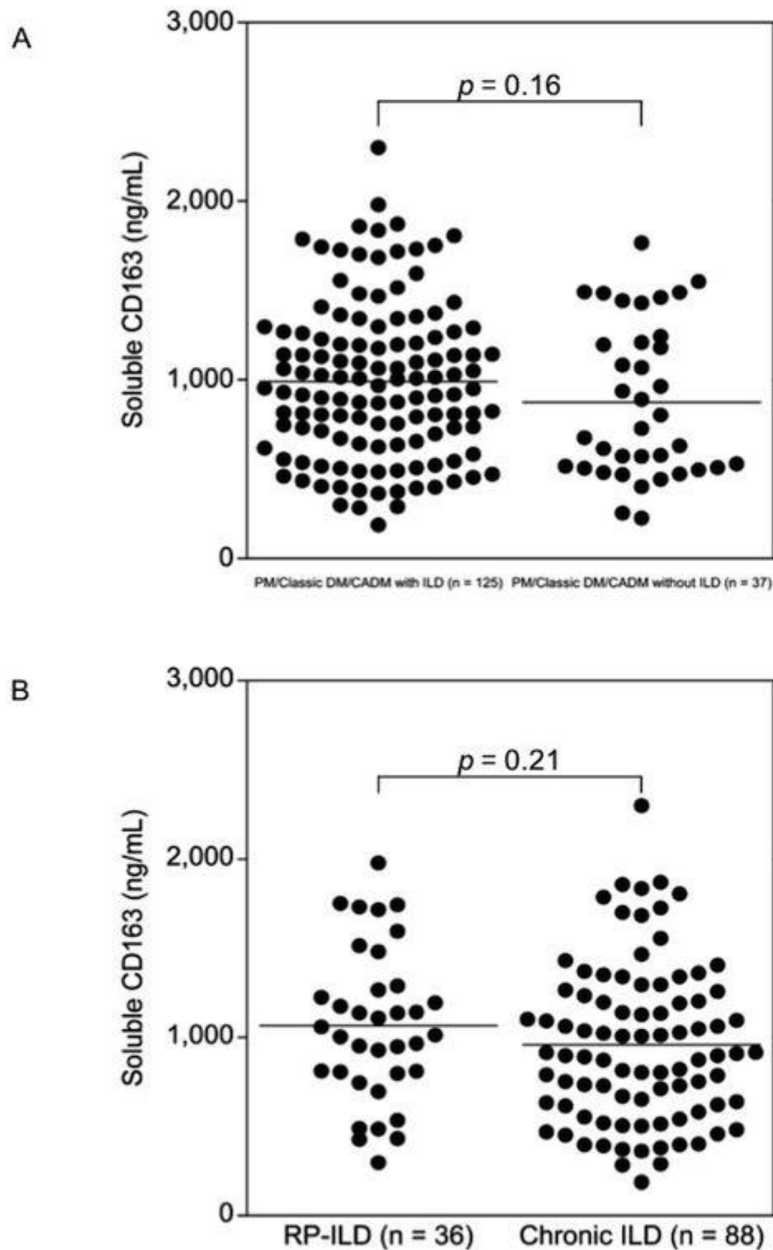 A
3,000
p = 0.16
2,000
1,000
0
Soluble CD163 (ng/mL)
PM/Classic DM/CADM with ILD (n = 125) PM/Classic DM/CADM without ILD (n = 37)
B
3,000
p = 0.21
2,000
1,000
0
Soluble CD163 (ng/mL)
RP-ILD (n = 36) Chronic ILD (n = 88)